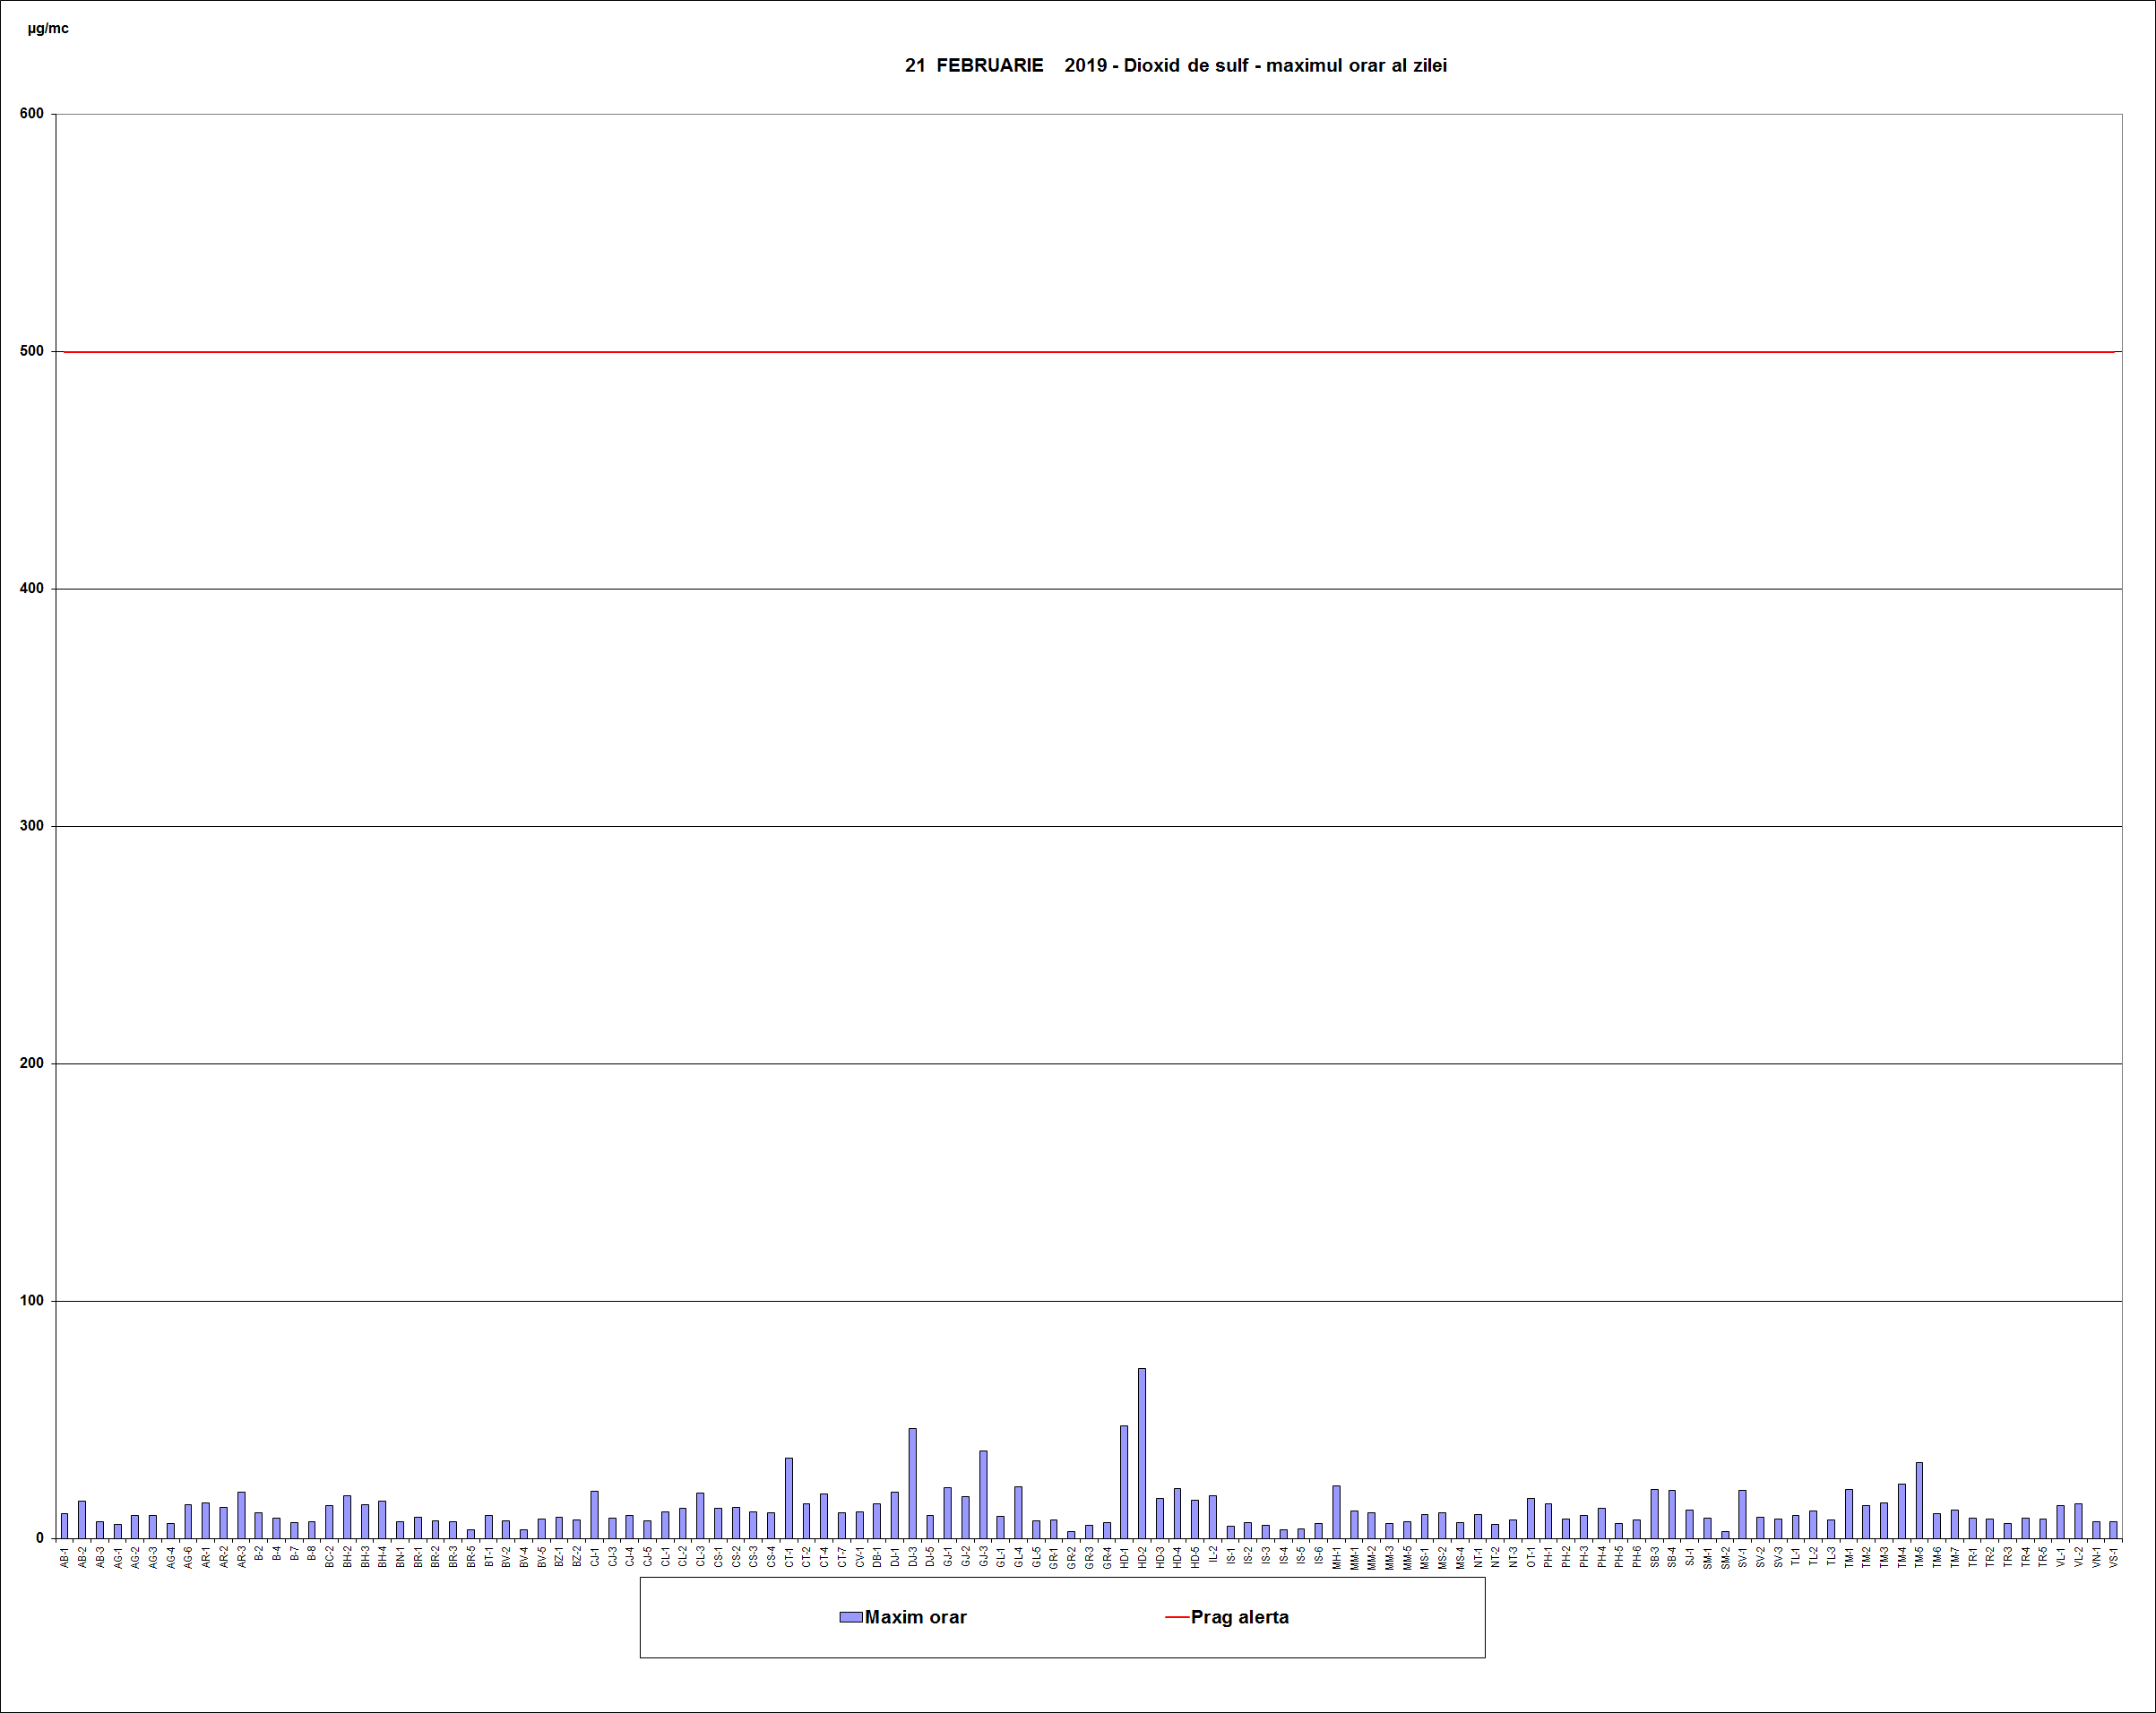 µg/mc
21 FEBRUARIE 2019 - Dioxid de sulf - maximul orar al zilei
600
500
400
300
200
100
0
AB-1 AB-2 AB-3 AG-1 AG-2 AG-3 AG-4 AG-6 AR-1 AR-2 AR-3 B-2 B-4 B-7 B-8 BC-2 BH-2 BH-3 BH-4 BN-1 BR-1 BR-2 BR-3 BR-5 BT-1 BV-2 BV-4 BV-5 BZ-1 BZ-2 CJ-1 CJ-3 CJ-4 CJ-5 CL-1 CL-2 CL-3 CS-1 CS-2 CS-3 CS-4 CT-1 CT-2 CT-4 CT-7 CV-1 DB-1 DJ-1 DJ-3 DJ-5 GJ-1 GJ-2 GJ-3 GL-1 GL-4 GL-5 GR-1 GR-2 GR-3 GR-4 HD-1 HD-2 HD-3 HD-4 HD-5 IL-2 IS-1 IS-2 IS-3 IS-4 IS-5 IS-6 MH-1 MM-1 MM-2 MM-3 MM-5 MS-1 MS-2 MS-4 NT-1 NT-2 NT-3 OT-1 PH-1 PH-2 PH-3 PH-4 PH-5 PH-6 SB-3 SB-4 SJ-1 SM-1 SM-2 SV-1 SV-2 SV-3 TL-1 TL-2 TL-3 TM-1 TM-2 TM-3 TM-4 TM-5 TM-6 TM-7 TR-1 TR-2 TR-3 TR-4 TR-5 VL-1 VL-2 VN-1 VS-1
Maxim orar Prag alerta